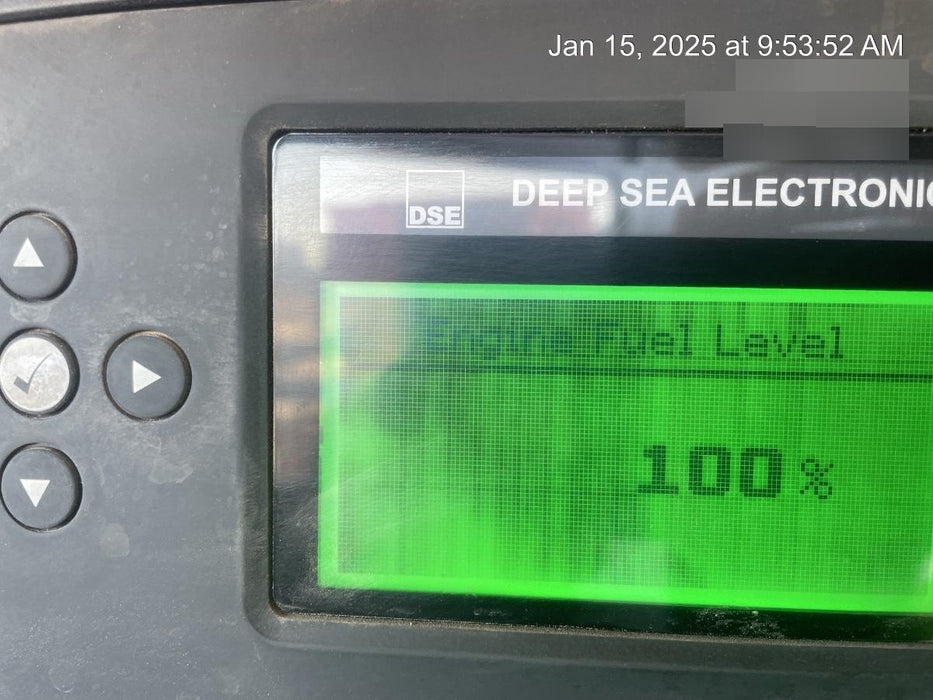 Jan 15, 2025 at 9:53:52 AM
DSE
DEEP SEA ELECTRONIC
Engine Fuel Level
100 %